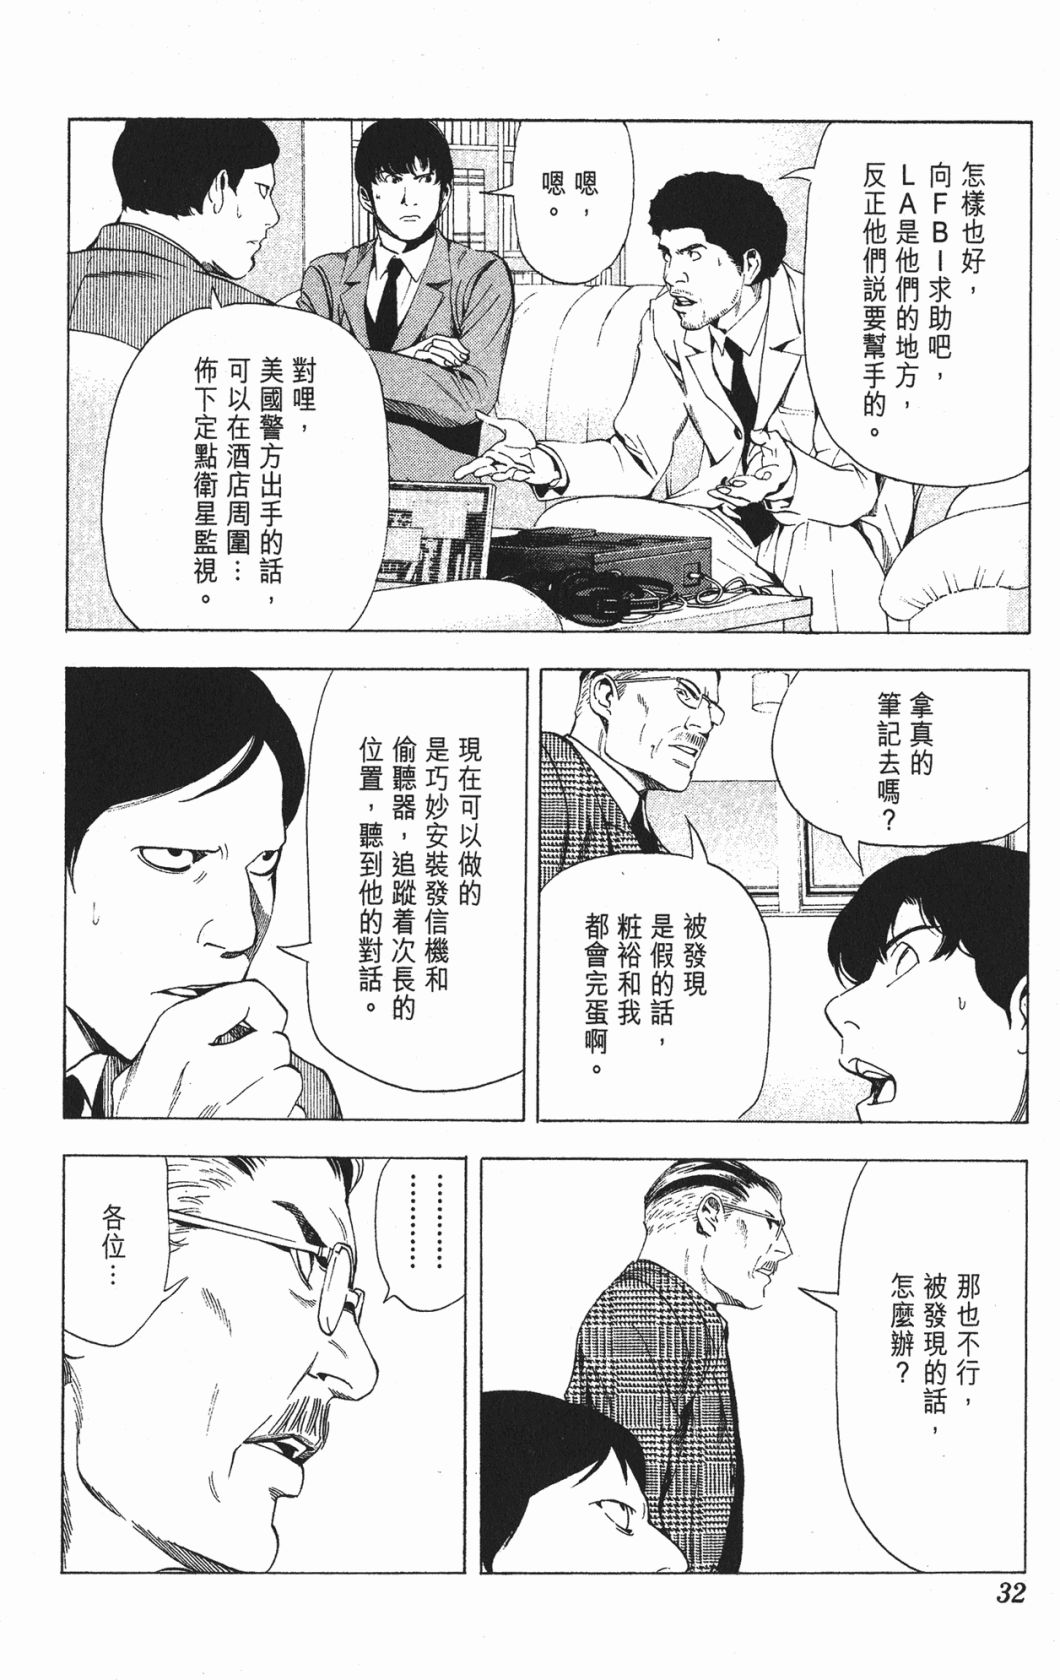 怎樣也好，
向FBI求助吧，
LA是他們的地方，
反正他們説要幫手的。
嗯，
嗯。
對哩，
美國警方出手的話，
可以在酒店周圍…
佈下定點衛星監視。
拿真的
筆記去嗎？
被發現
是假的話，
粧裕和我
都會完蛋啊。
現在可以做的
是巧妙安裝發信機和
偷聽器，追蹤着次長的
位置，聽到他的對話。
那也不行，
被發現的話，
怎麼辦？
…………
…………
各位…
32